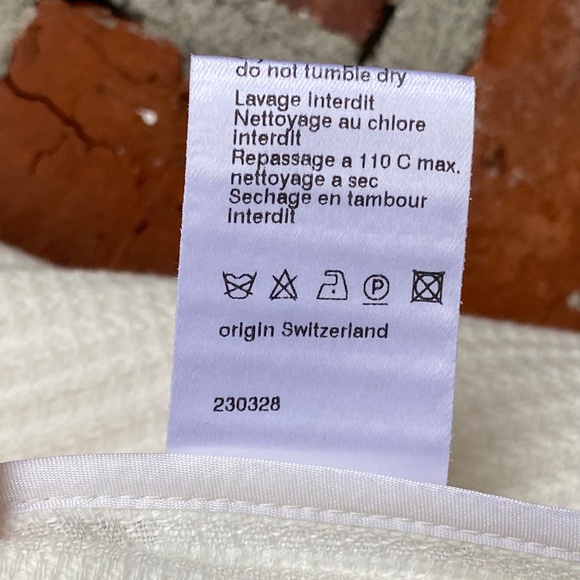 do not tumble dry
Lavage interdit
Nettoyage au chlore
interdit
Repassage a 110 C max.
nettoyage a sec
Sechage en tambour
interdit
P
origin Switzerland
230328